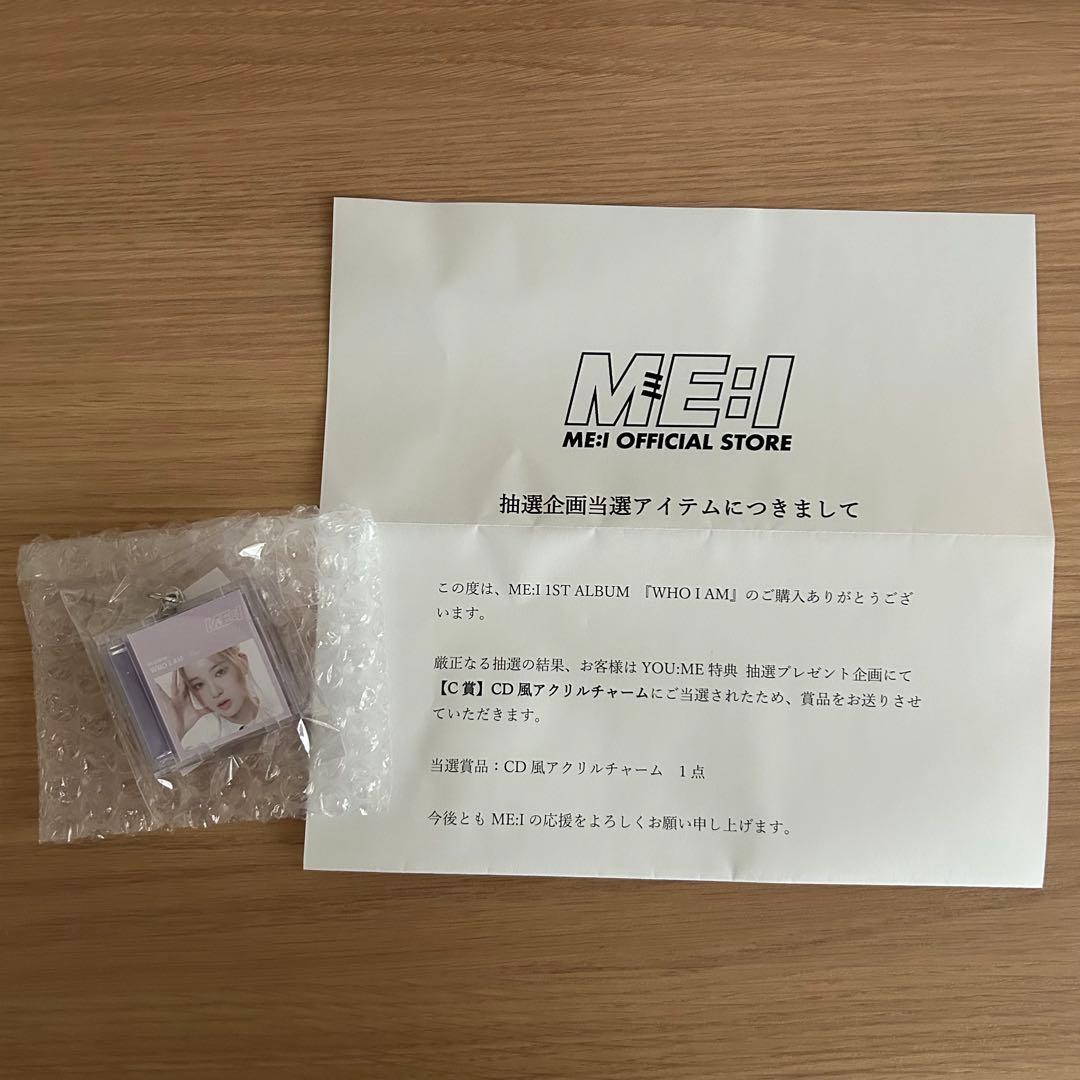 ME:I
ME:I OFFICIAL STORE
抽選企画当選アイテムにつきまして
この度は、ME:I 1ST ALBUM 『WHO I AM』のご購入ありがとうござ
います。
厳正なる抽選の結果、お客様は YOU:ME 特典 抽選プレゼント企画にて
【C 賞】CD 風アクリルチャームにご当選されたため、賞品をお送りさせ
ていただきます。
当選賞品：CD 風アクリルチャーム　1 点
今後とも ME:I の応援をよろしくお願い申し上げます。
ME:I
WHO I AM